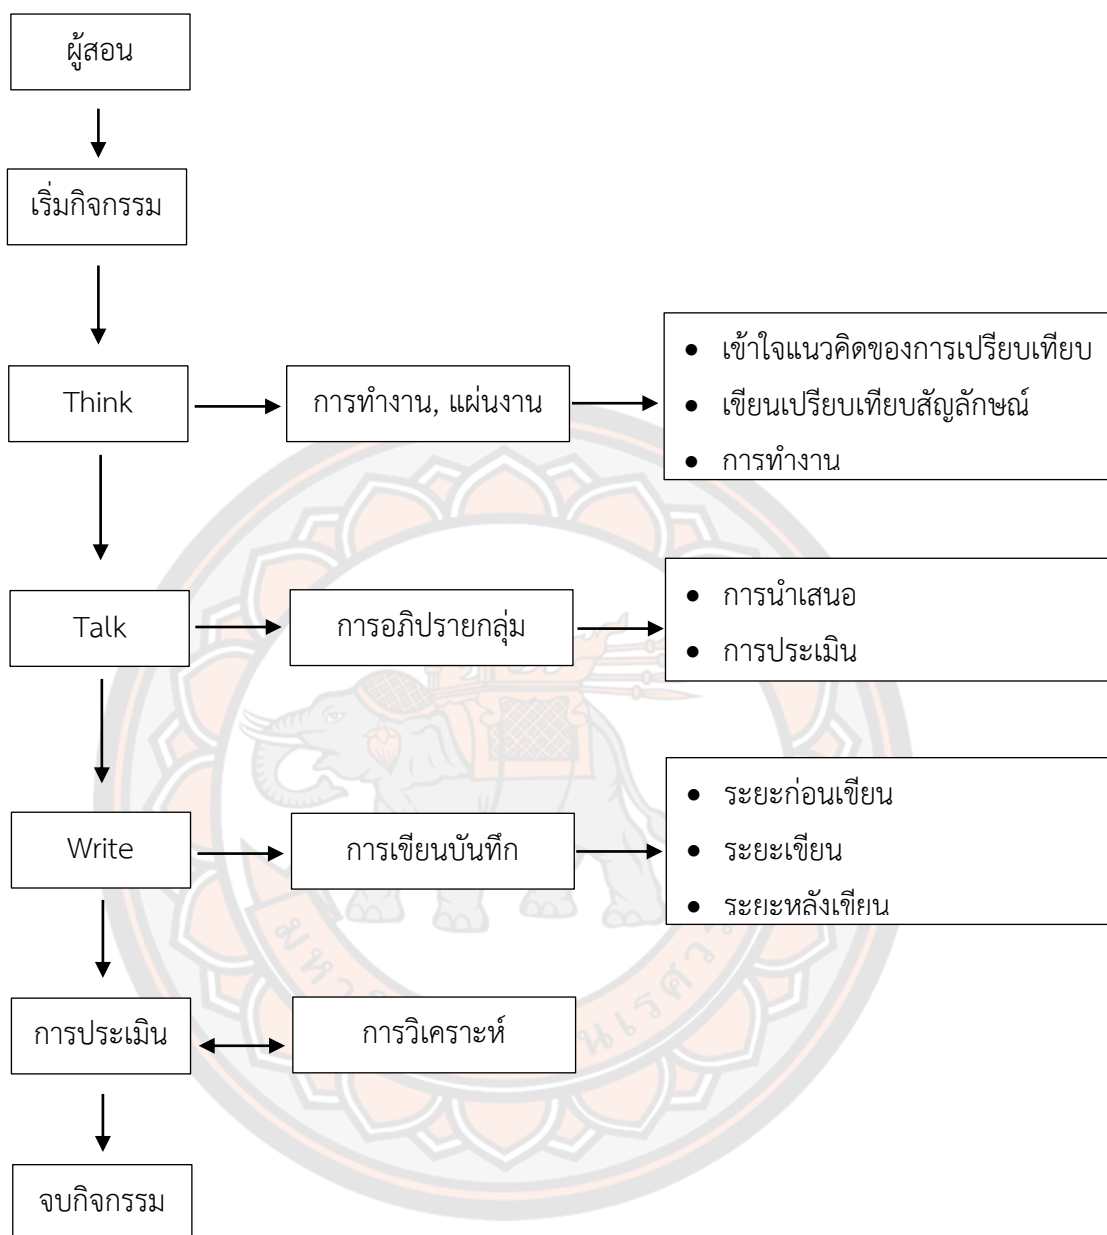 ผู้สอน
เริ่มกิจกรรม
Think
การทำงาน, แผ่นงาน
• เข้าใจแนวคิดของการเปรียบเทียบ
• เขียนเปรียบเทียบสัญลักษณ์
• การทำงาน
Talk
การอภิปรายกลุ่ม
• การนำเสนอ
• การประเมิน
Write
การเขียนบันทึก
• ระยะก่อนเขียน
• ระยะเขียน
• ระยะหลังเขียน
การประเมิน
การวิเคราะห์
จบกิจกรรม